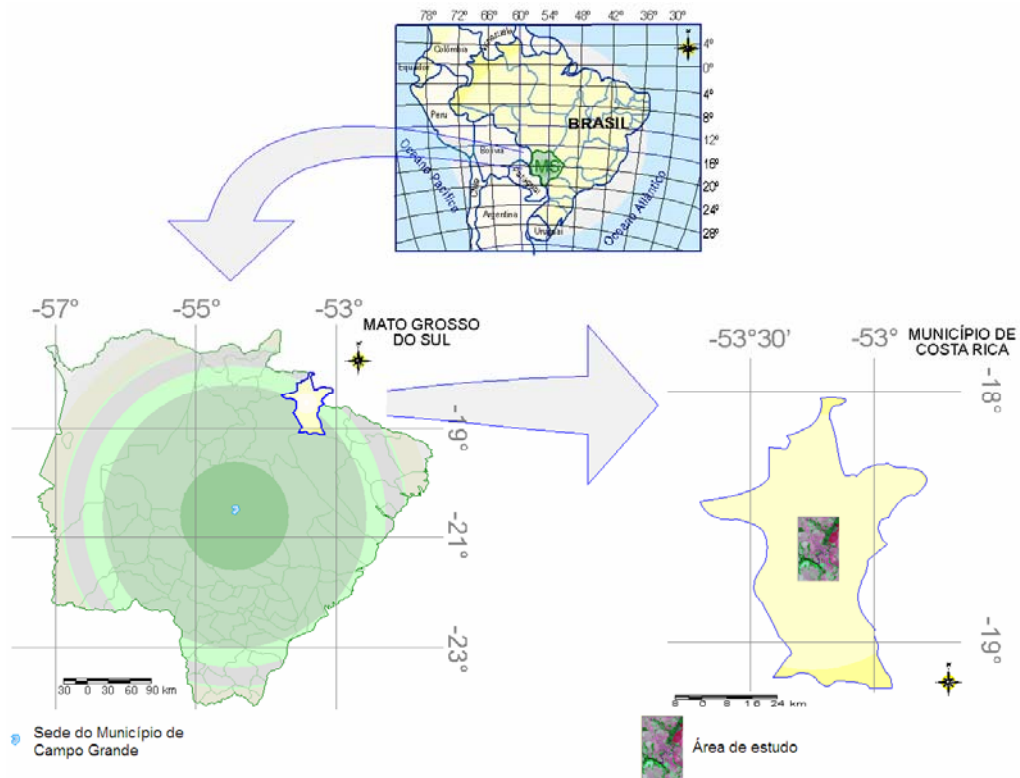 78° 72° 66° 60° 54° 48° 42° 36° 30°
Venezuela
Colômbia
4°
Equador
0°
4°
Peru
8°
BRASIL
12°
Bolívia
16°
MS
20°
Paraguai
Oceano Pacífico
Chile
24°
Argentina
Oceano Atlântico
28°
Uruguai
-57° -55° -53°
MATO GROSSO
DO SUL
-19°
-21°
-23°
30 0 30 60 90 km
Sede do Município de
Campo Grande
-53°30' -53°
MUNICÍPIO DE
COSTA RICA
-18°
-19°
8 0 8 16 24 km
Área de estudo